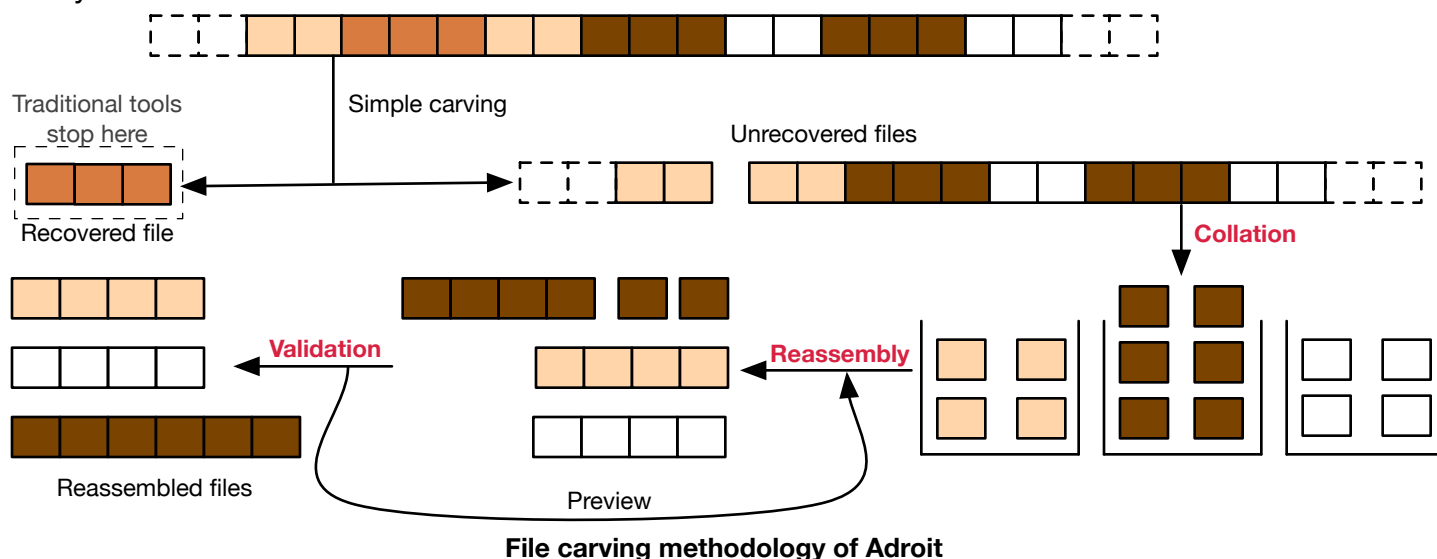 Traditional tools
stop here
Simple carving
Unrecovered files
Recovered file
Collation
Validation
Reassembly
Reassembled files
Preview
File carving methodology of Adroit